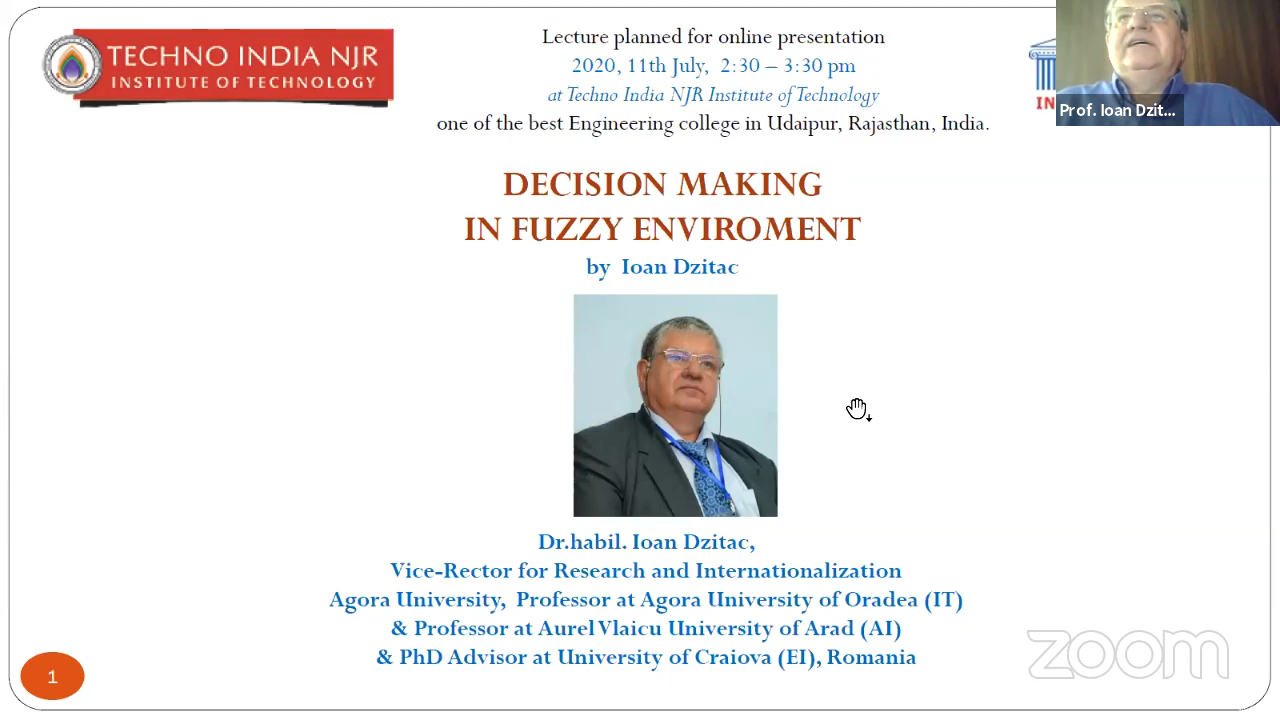 TECHNO INDIA NJR
INSTITUTE OF TECHNOLOGY
Lecture planned for online presentation
2020, 11th July, 2:30 – 3:30 pm
at Techno India NJR Institute of Technology
one of the best Engineering college in Udaipur, Rajasthan, India.
IN
Prof. Ioan Dzit...
DECISION MAKING
IN FUZZY ENVIROMENT
by Ioan Dzitac
Dr.habil. Ioan Dzitac,
Vice-Rector for Research and Internationalization
Agora University, Professor at Agora University of Oradea (IT)
& Professor at Aurel Vlaicu University of Arad (AI)
& PhD Advisor at University of Craiova (EI), Romania
1
zoom